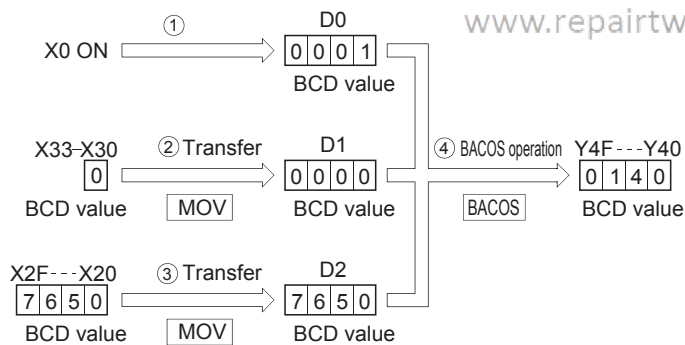 www.repairtw
① D0
X0 ON 0 0 0 1
BCD value
X33-X30 ② Transfer D1 ④ BACOS operation Y4F---Y40
0 0 0 0 0 0 1 4 0
BCD value MOV BCD value BACOS BCD value
X2F---X20 ③ Transfer D2
7 6 5 0 7 6 5 0
BCD value MOV BCD value